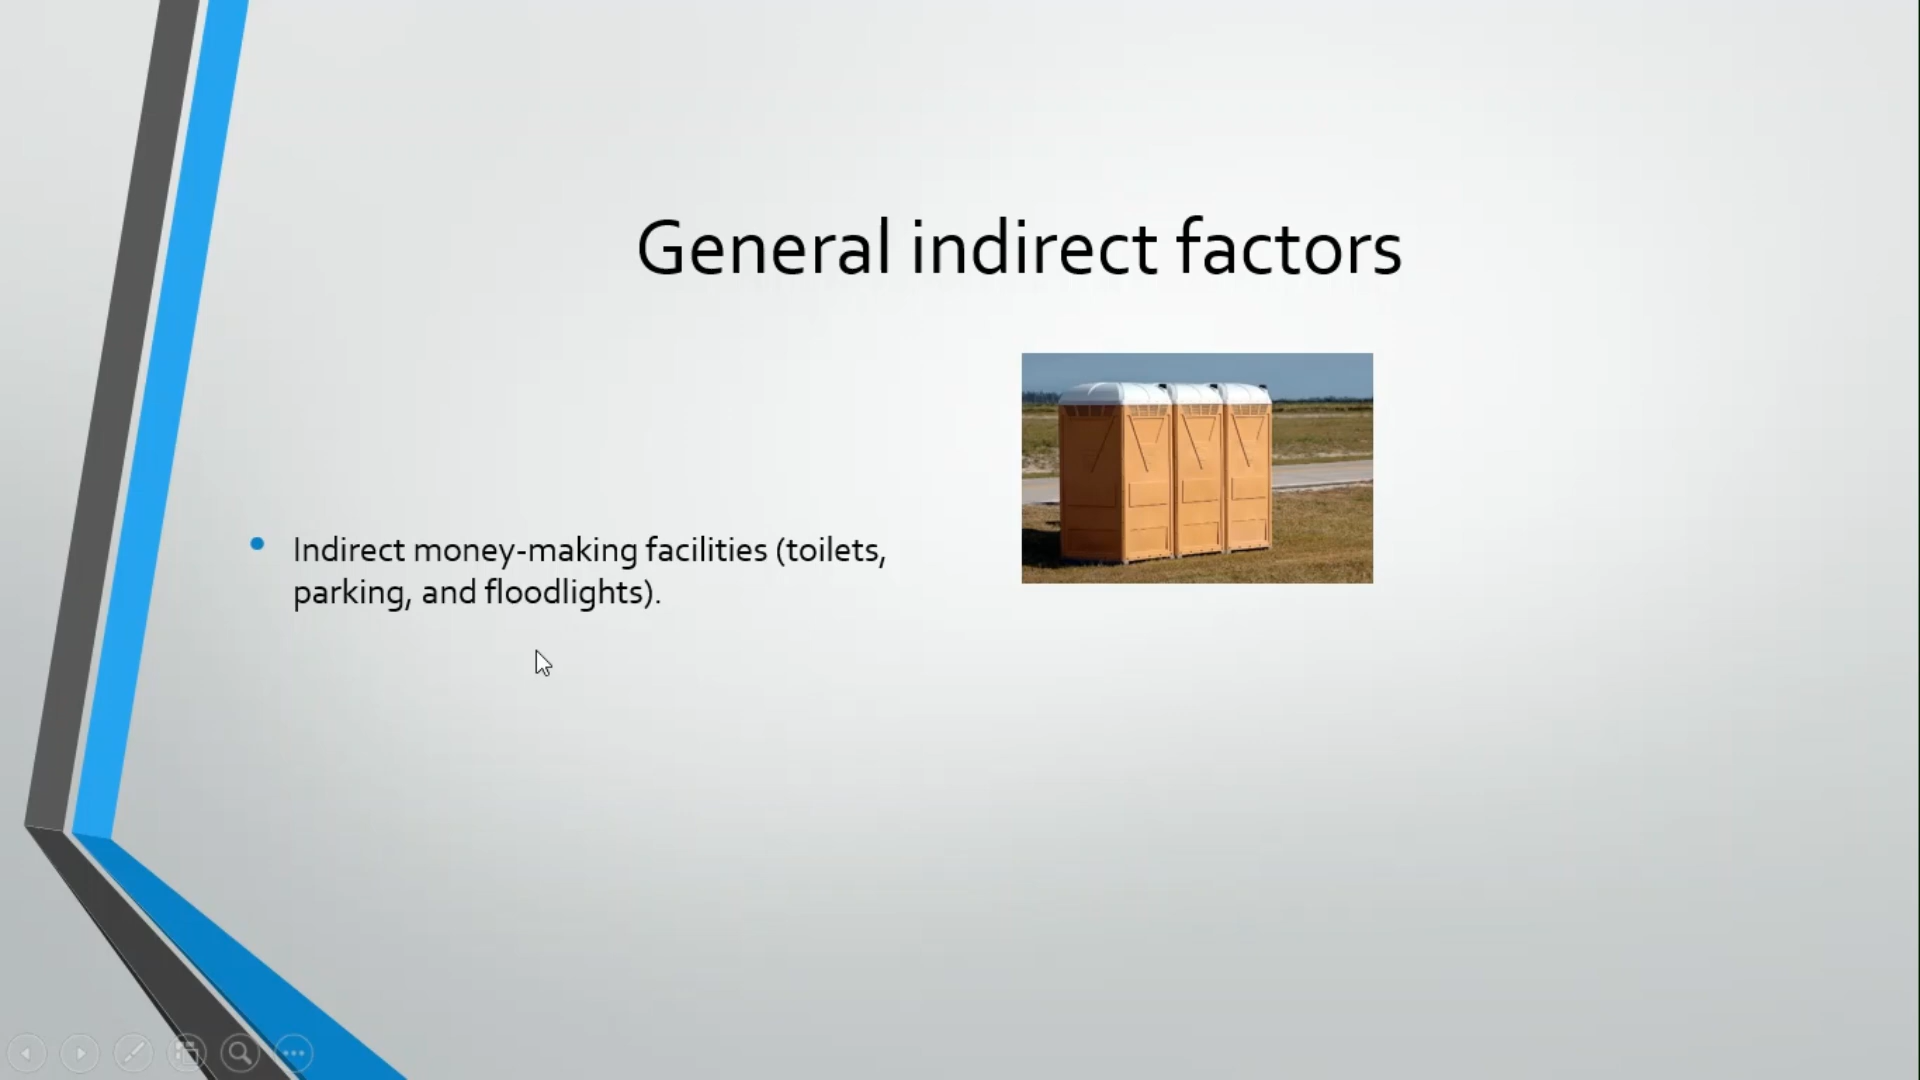 General indirect factors
Indirect money-making facilities (toilets,
parking, and floodlights).